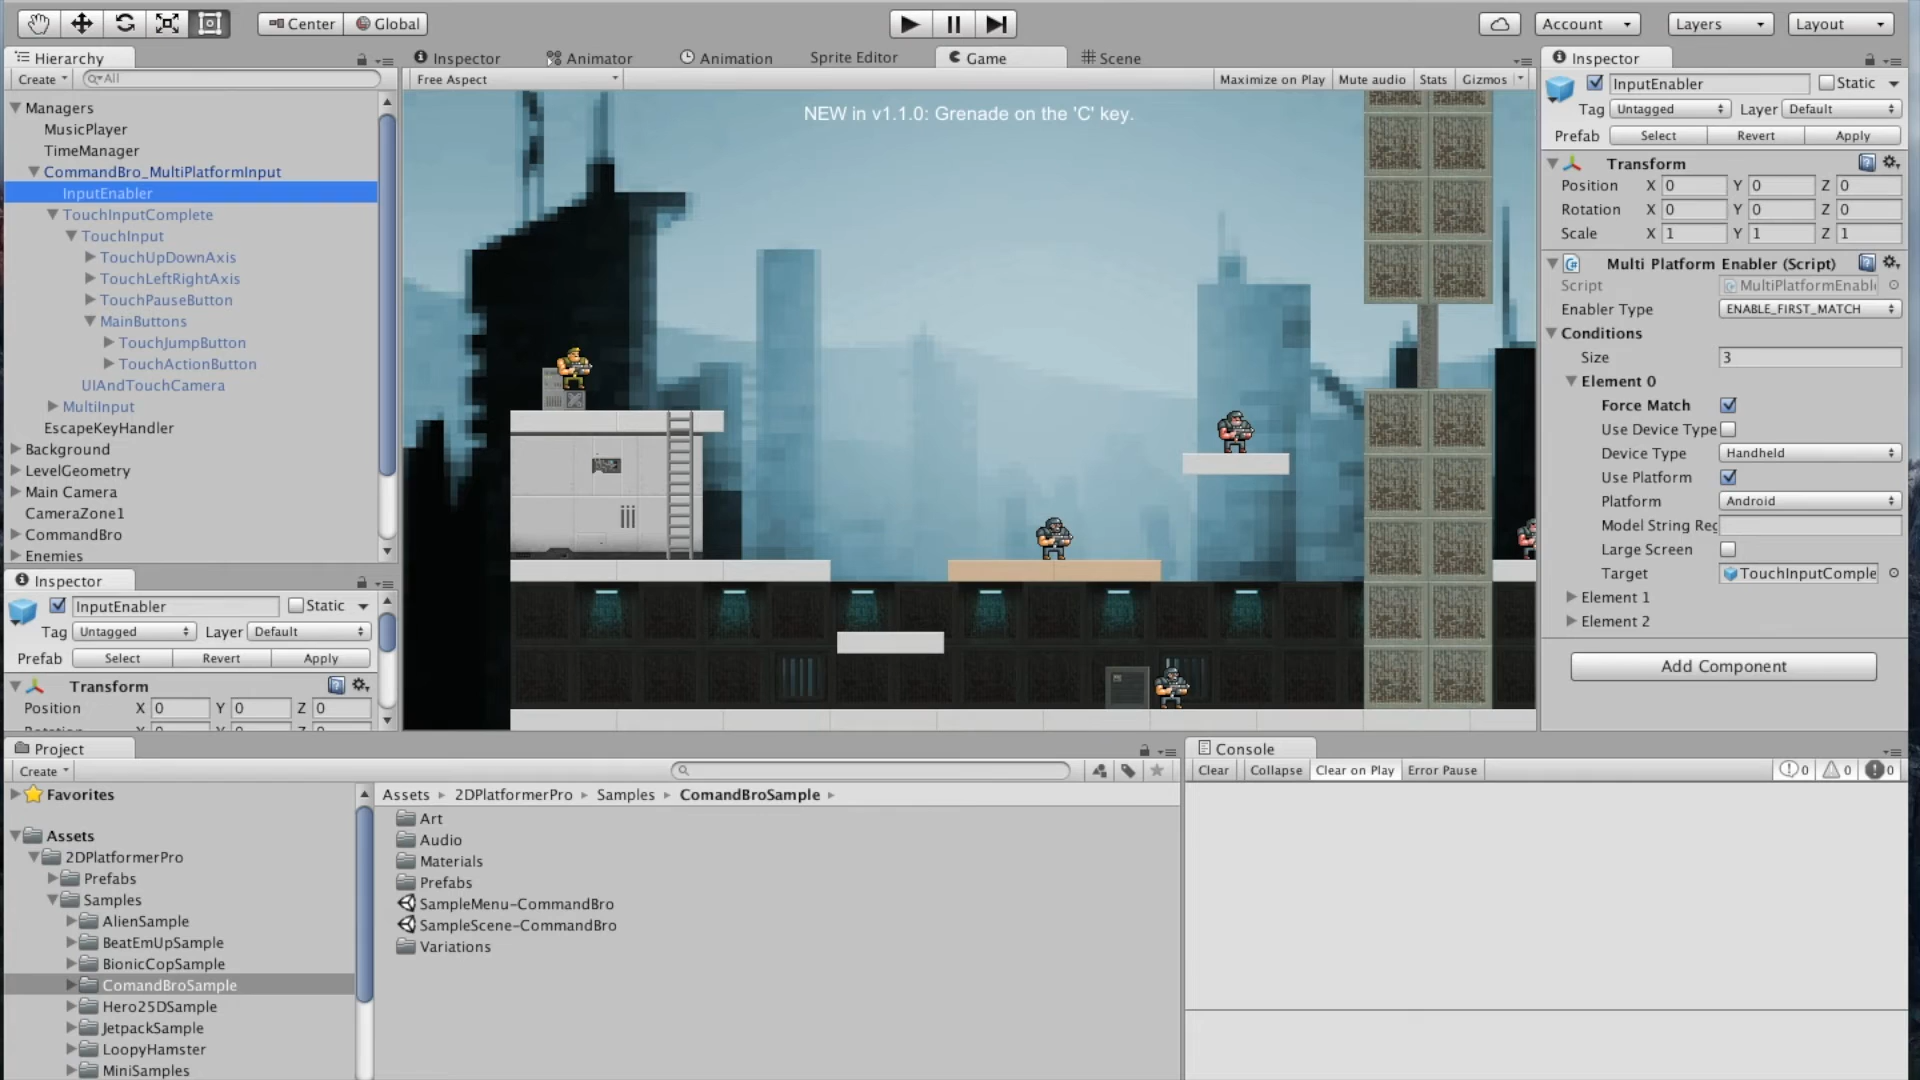 Center
Global
Account
Layers
Layout
Hierarchy
Inspector
Animator
Animation
Sprite Editor
Game
Scene
Inspector
Create
All
Free Aspect
Maximize on Play
Mute audio
Stats
Gizmos
Managers
MusicPlayer
TimeManager
CommandBro_MultiPlatformInput
InputEnabler
TouchInputComplete
TouchInput
TouchUpDownAxis
TouchLeftRightAxis
TouchPauseButton
MainButtons
TouchJumpButton
TouchActionButton
UIAndTouchCamera
MultiInput
EscapeKeyHandler
Background
LevelGeometry
Main Camera
CameraZone1
CommandBro
Enemies
NEW in v1.1.0: Grenade on the 'C' key.
InputEnabler
Static
Tag Untagged Layer Default
Prefab Select Revert Apply
Transform
Position X 0 Y 0 Z 0
Rotation X 0 Y 0 Z 0
Scale X 1 Y 1 Z 1
Multi Platform Enabler (Script)
Script MultiPlatformEnabl
Enabler Type ENABLE_FIRST_MATCH
Conditions
Size 3
Element 0
Force Match
Use Device Type
Device Type Handheld
Use Platform
Platform Android
Model String Reg
Large Screen
Target TouchInputComple
Element 1
Element 2
Add Component
Inspector
InputEnabler
Static
Tag Untagged Layer Default
Prefab Select Revert Apply
Transform
Position X 0 Y 0 Z 0
Project
Create
Favorites
Assets
2DPlatformerPro
Prefabs
Samples
AlienSample
BeatEmUpSample
BionicCopSample
ComandBroSample
Hero25DSample
JetpackSample
LoopyHamster
MiniSamples
Assets 2DPlatformerPro Samples ComandBroSample
Art
Audio
Materials
Prefabs
SampleMenu-CommandBro
SampleScene-CommandBro
Variations
Console
Clear Collapse Clear on Play Error Pause 0 0 0